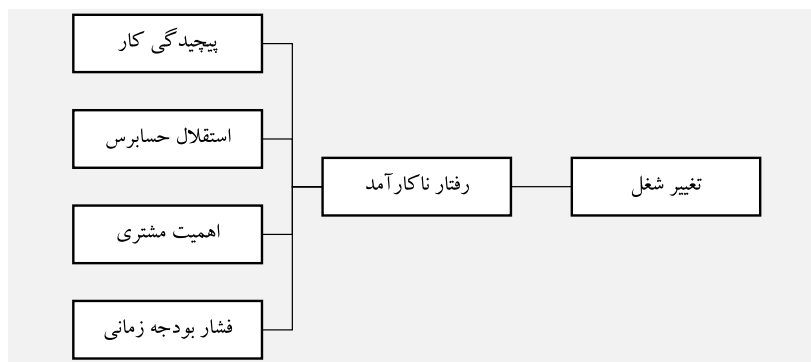 پیچیدگی کار
استقلال حسابرس
اهمیت مشتری
فشار بودجه زمانی
رفتار ناکارآمد
تغییر شغل